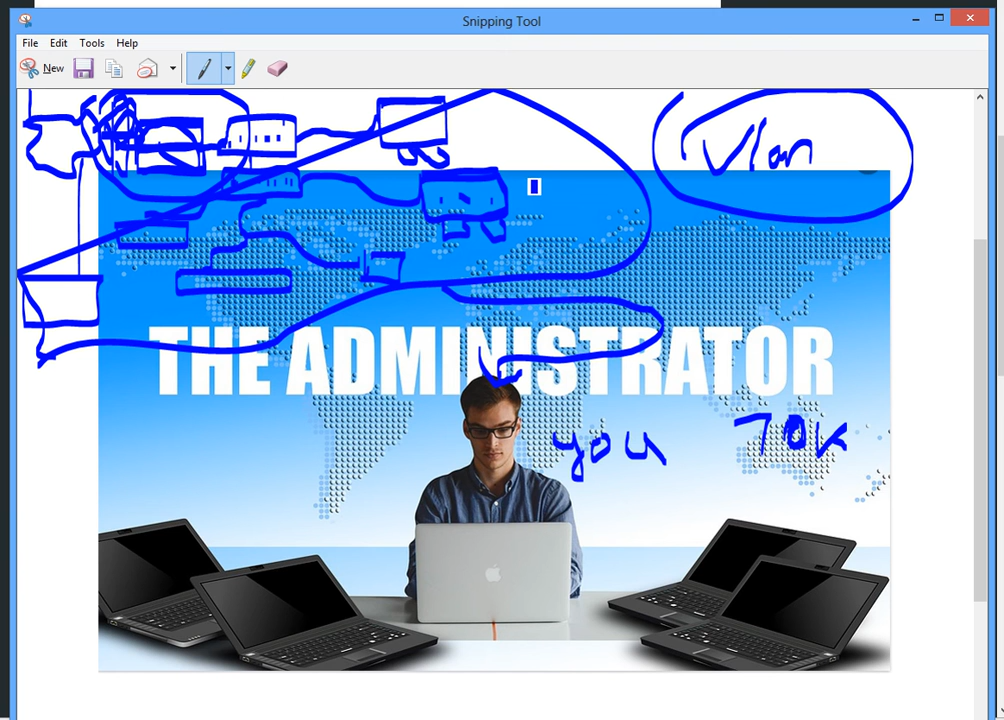 Snipping Tool
File Edit Tools Help
New
Vlan
THE ADMINISTRATOR
you 70K